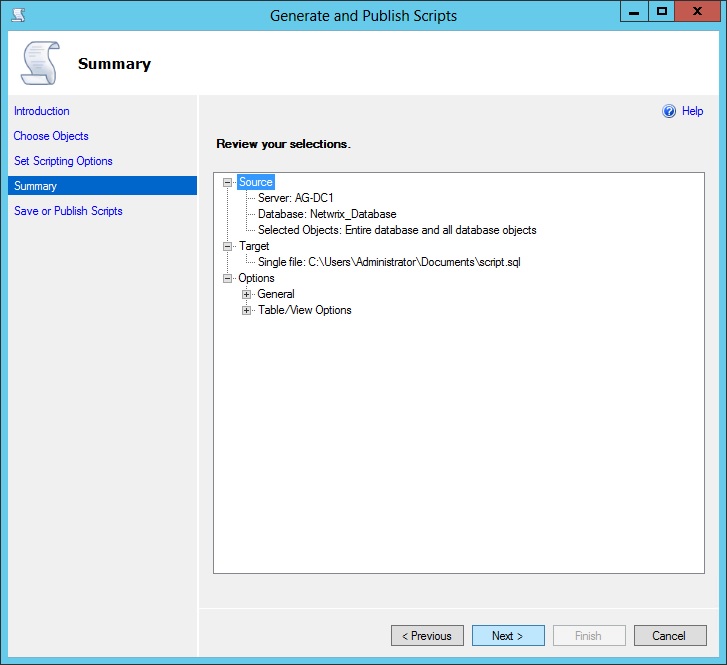 Generate and Publish Scripts
Summary
Introduction
Choose Objects
Set Scripting Options
Summary
Save or Publish Scripts
Help
Review your selections.
Source
Server: AG-DC1
Database: Netwrix_Database
Selected Objects: Entire database and all database objects
Target
Single file: C:\Users\Administrator\Documents\script.sql
Options
General
Table/View Options
< Previous
Next >
Finish
Cancel